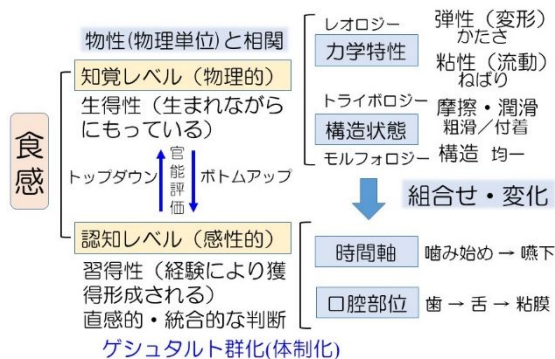 物性(物理単位)と相関
知覚レベル（物理的）
生得性（生まれながら
にもっている）
食感
トップダウン
官能評価
ボトムアップ
認知レベル（感性的）
習得性（経験により獲
得形成される）
直感的・統合的な判断
ゲシュタルト群化(体制化)
レオロジー
力学特性
弾性（変形）
かたさ
粘性（流動）
ねばり
トライボロジー
構造状態
モルフォロジー
摩擦・潤滑
粗滑／付着
構造 均一
組合せ・変化
時間軸
噛み始め → 嚥下
口腔部位
歯 → 舌 → 粘膜